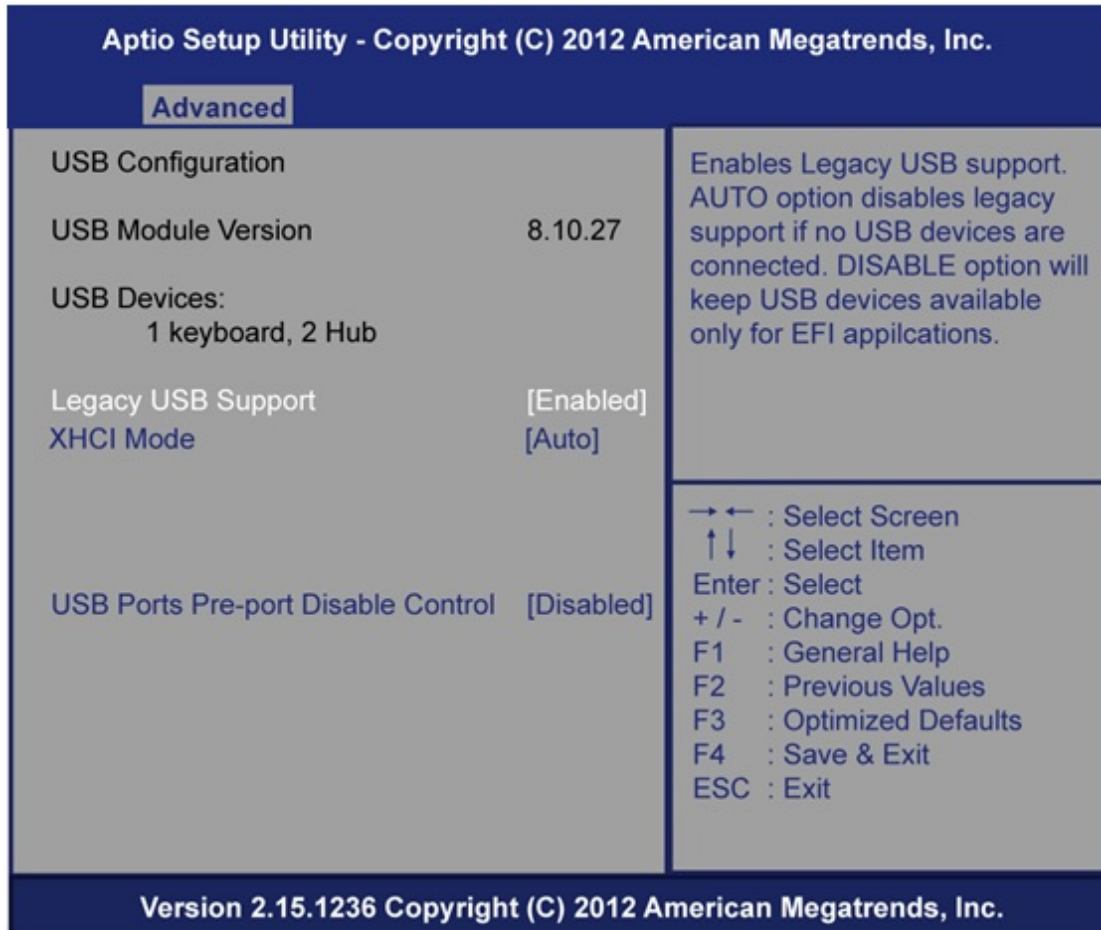 Aptio Setup Utility - Copyright (C) 2012 American Megatrends, Inc.
Advanced
USB Configuration
USB Module Version 8.10.27
USB Devices:
1 keyboard, 2 Hub
Legacy USB Support [Enabled]
XHCI Mode [Auto]
USB Ports Pre-port Disable Control [Disabled]
Enables Legacy USB support.
AUTO option disables legacy
support if no USB devices are
connected. DISABLE option will
keep USB devices available
only for EFI appilcations.
→← : Select Screen
↑↓ : Select Item
Enter : Select
+ / - : Change Opt.
F1 : General Help
F2 : Previous Values
F3 : Optimized Defaults
F4 : Save & Exit
ESC : Exit
Version 2.15.1236 Copyright (C) 2012 American Megatrends, Inc.